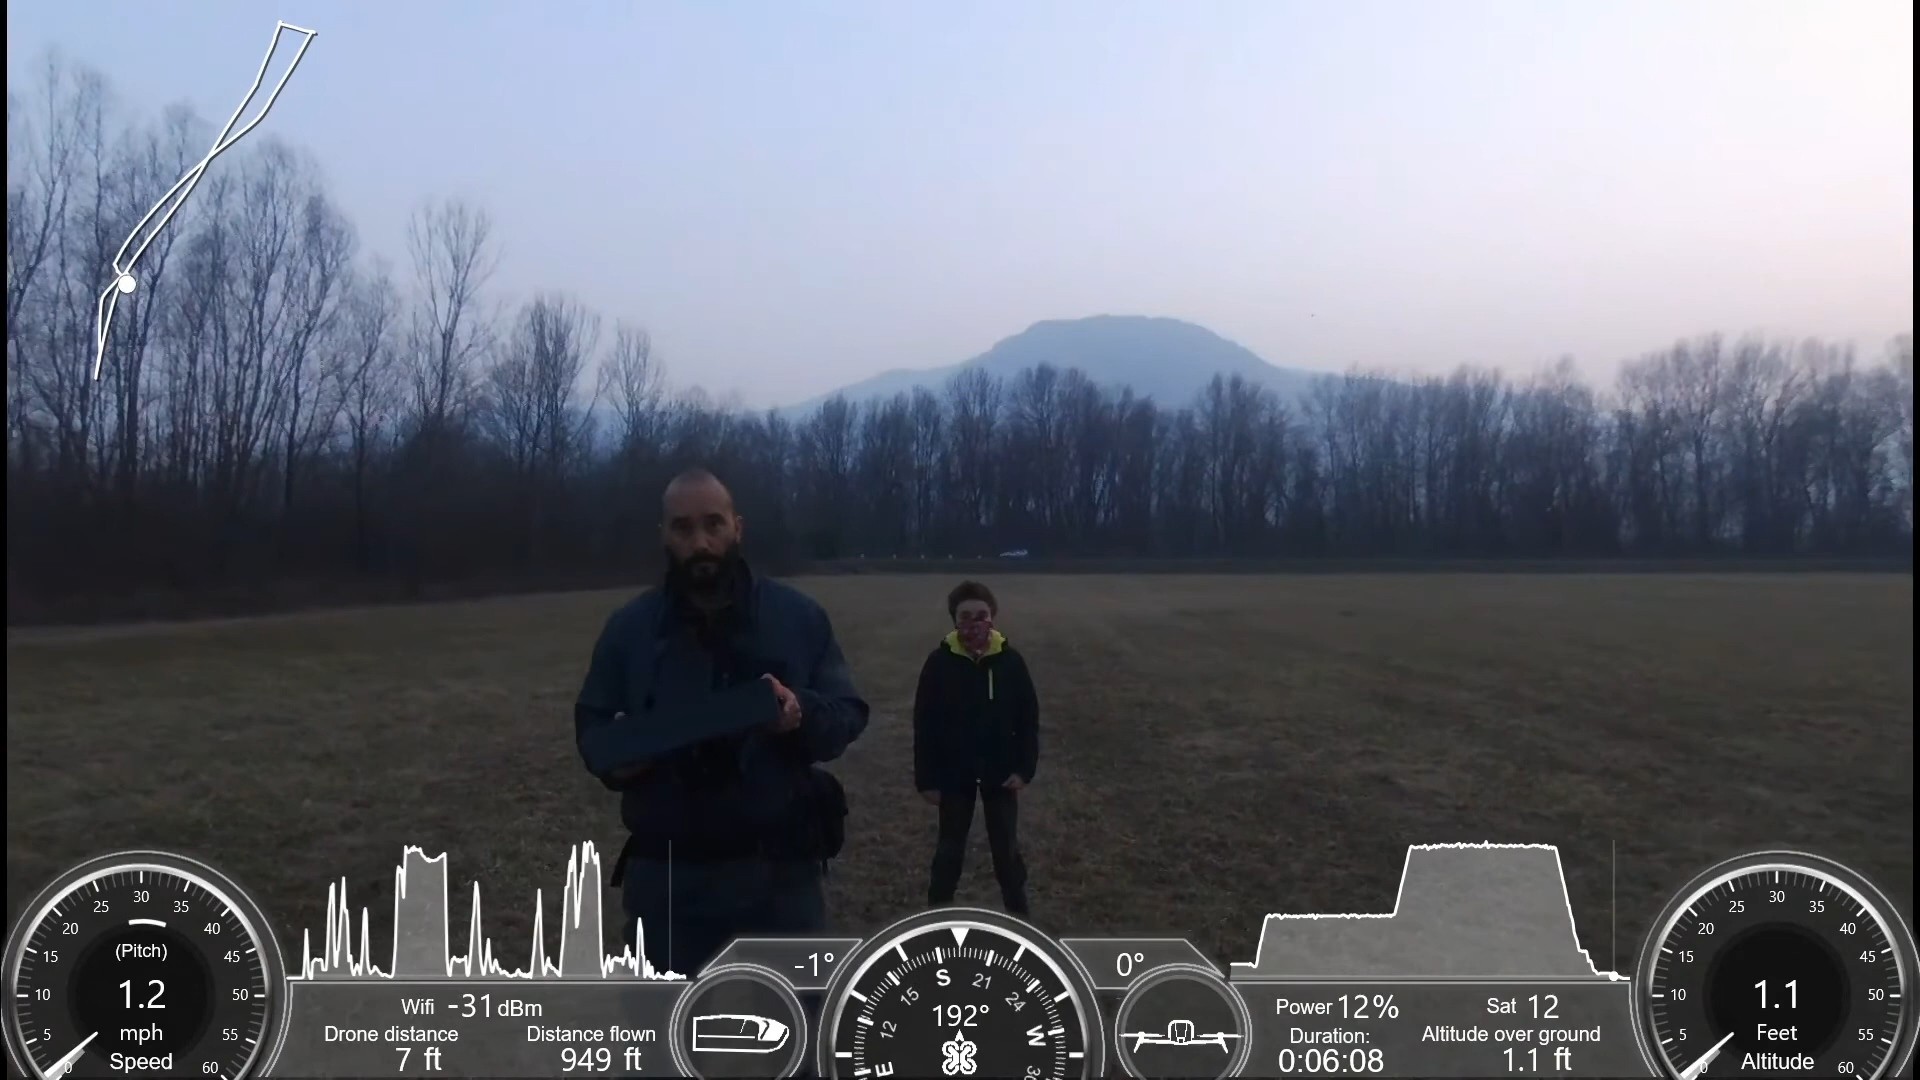 30
25
35
20
40
(Pitch)
15
45
10
1.2
50
5
mph
55
0
Speed
60
Wifi -31 dBm
Drone distance
7 ft
Distance flown
949 ft
-1°
0°
S
21
15
24
12
192°
W
E
30
Power 12%
Sat 12
Duration:
0:06:08
Altitude over ground
1.1 ft
30
25
35
20
40
15
45
10
1.1
50
5
Feet
55
0
Altitude
60